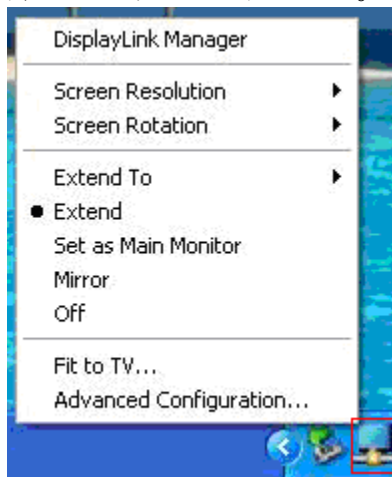 DisplayLink Manager
Screen Resolution
Screen Rotation
Extend To
Extend
Set as Main Monitor
Mirror
Off
Fit to TV...
Advanced Configuration...